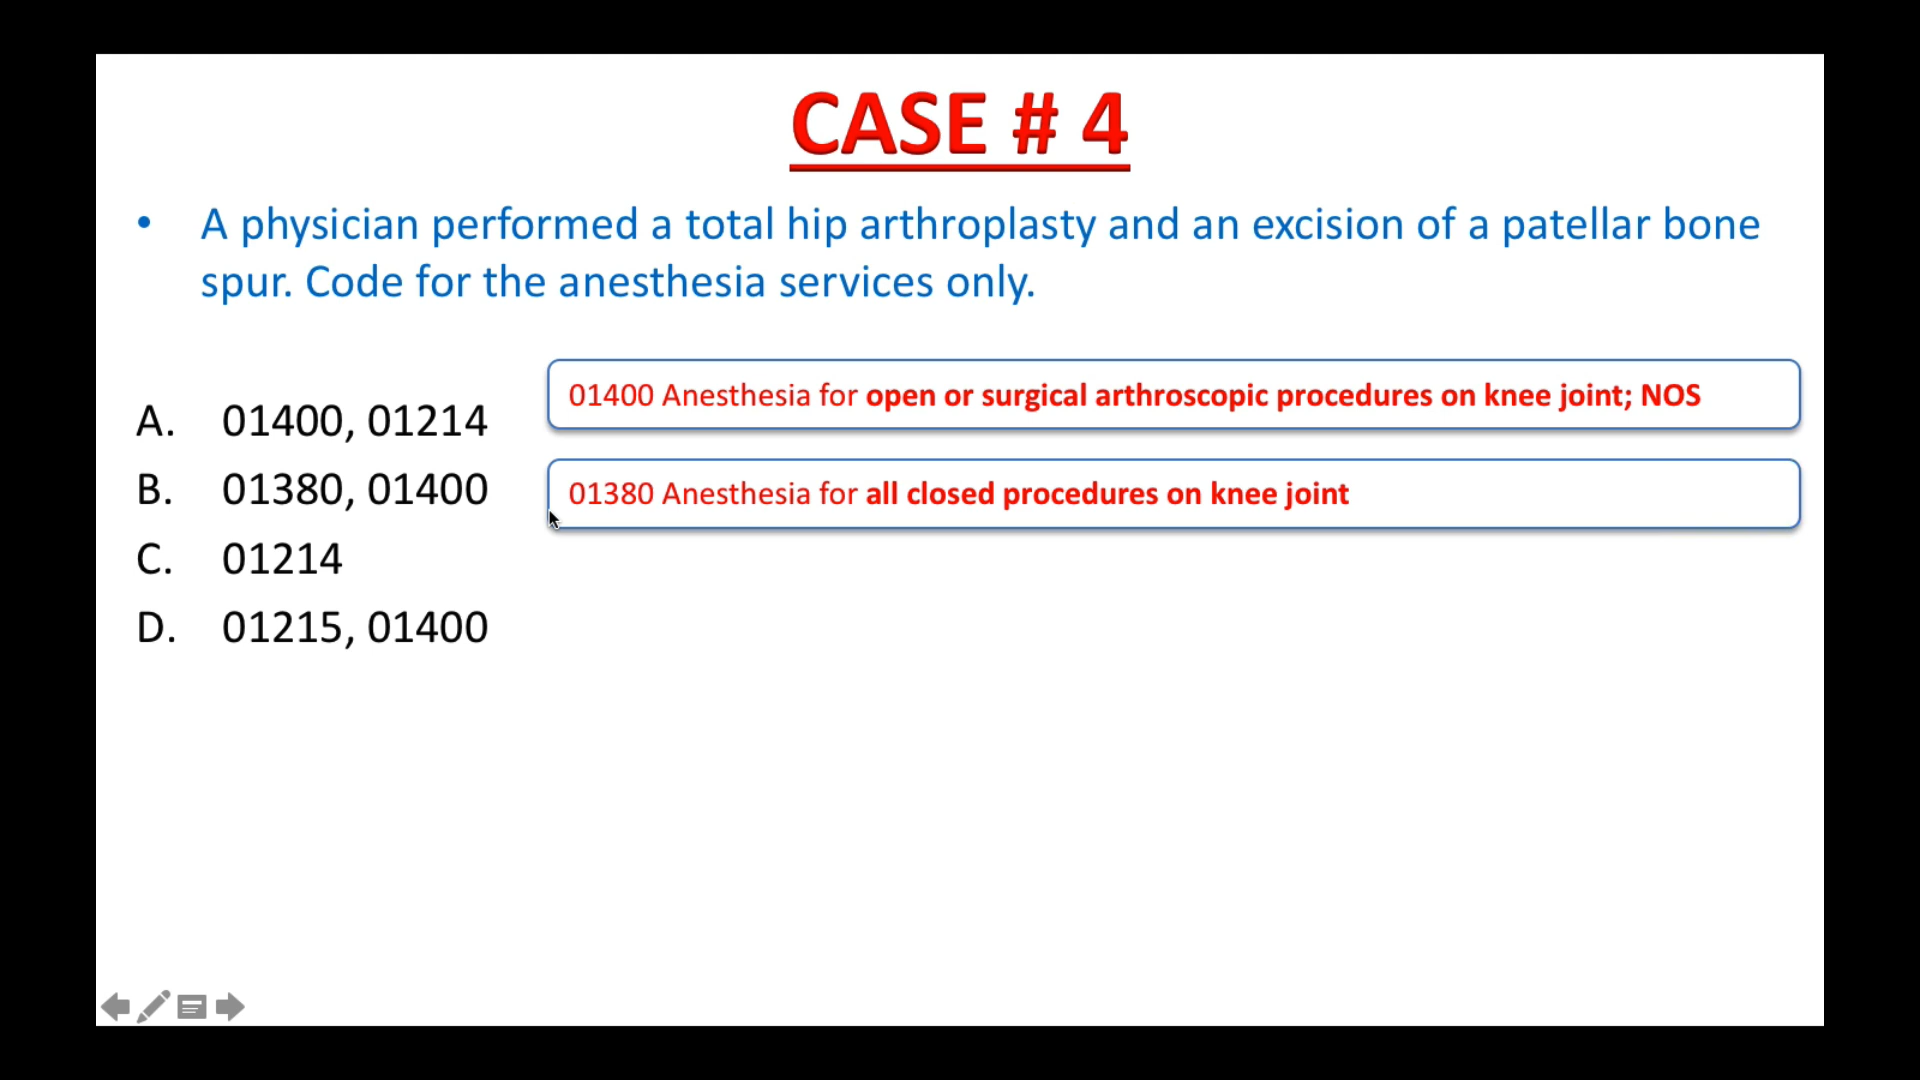 CASE # 4
• A physician performed a total hip arthroplasty and an excision of a patellar bone
spur. Code for the anesthesia services only.
A. 01400, 01214
01400 Anesthesia for open or surgical arthroscopic procedures on knee joint; NOS
B. 01380, 01400
01380 Anesthesia for all closed procedures on knee joint
C. 01214
D. 01215, 01400